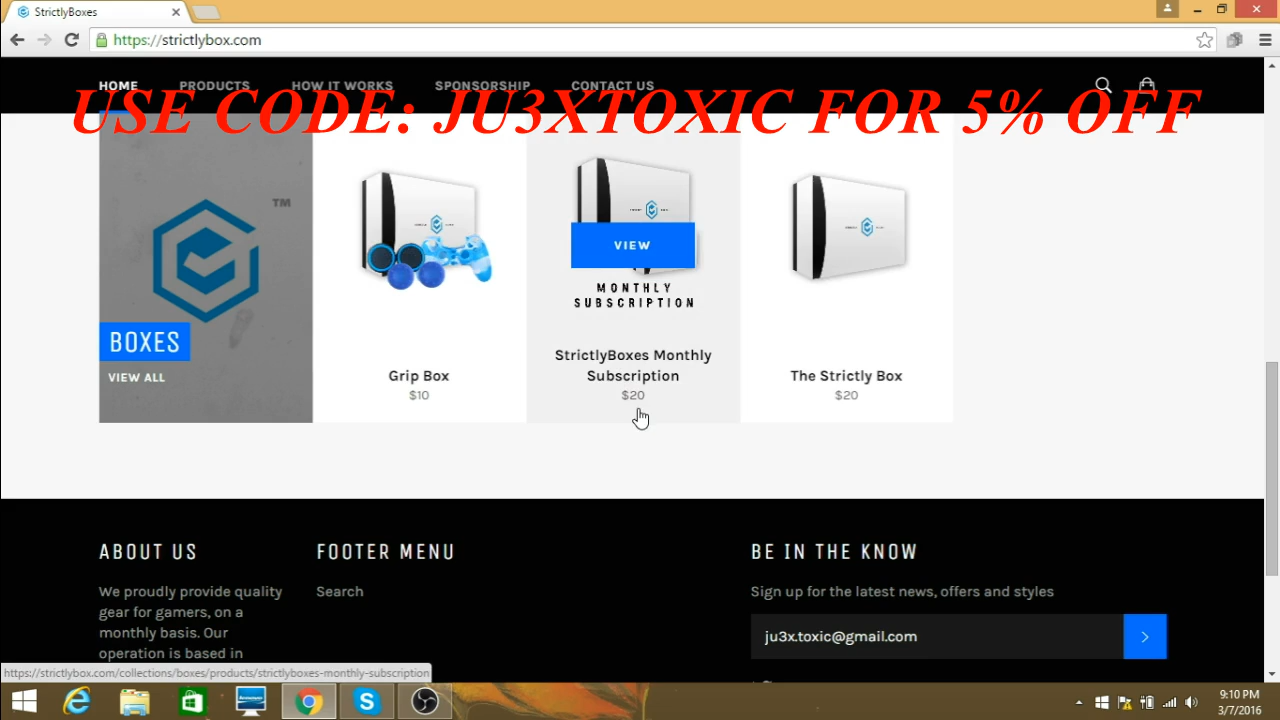 StrictlyBoxes
https://strictlybox.com
HOME PRODUCTS HOW IT WORKS SPONSORSHIP CONTACT US
USE CODE: JU3XTOXIC FOR 5% OFF
TM
VIEW
MONTHLY
SUBSCRIPTION
BOXES
VIEW ALL
Grip Box
$10
StrictlyBoxes Monthly
Subscription
$20
The Strictly Box
$20
ABOUT US
We proudly provide quality
gear for gamers, on a
monthly basis. Our
operation is based in
FOOTER MENU
Search
BE IN THE KNOW
Sign up for the latest news, offers and styles
ju3x.toxic@gmail.com
https://strictlybox.com/collections/boxes/products/strictlyboxes-monthly-subscription
9:10 PM
3/7/2016